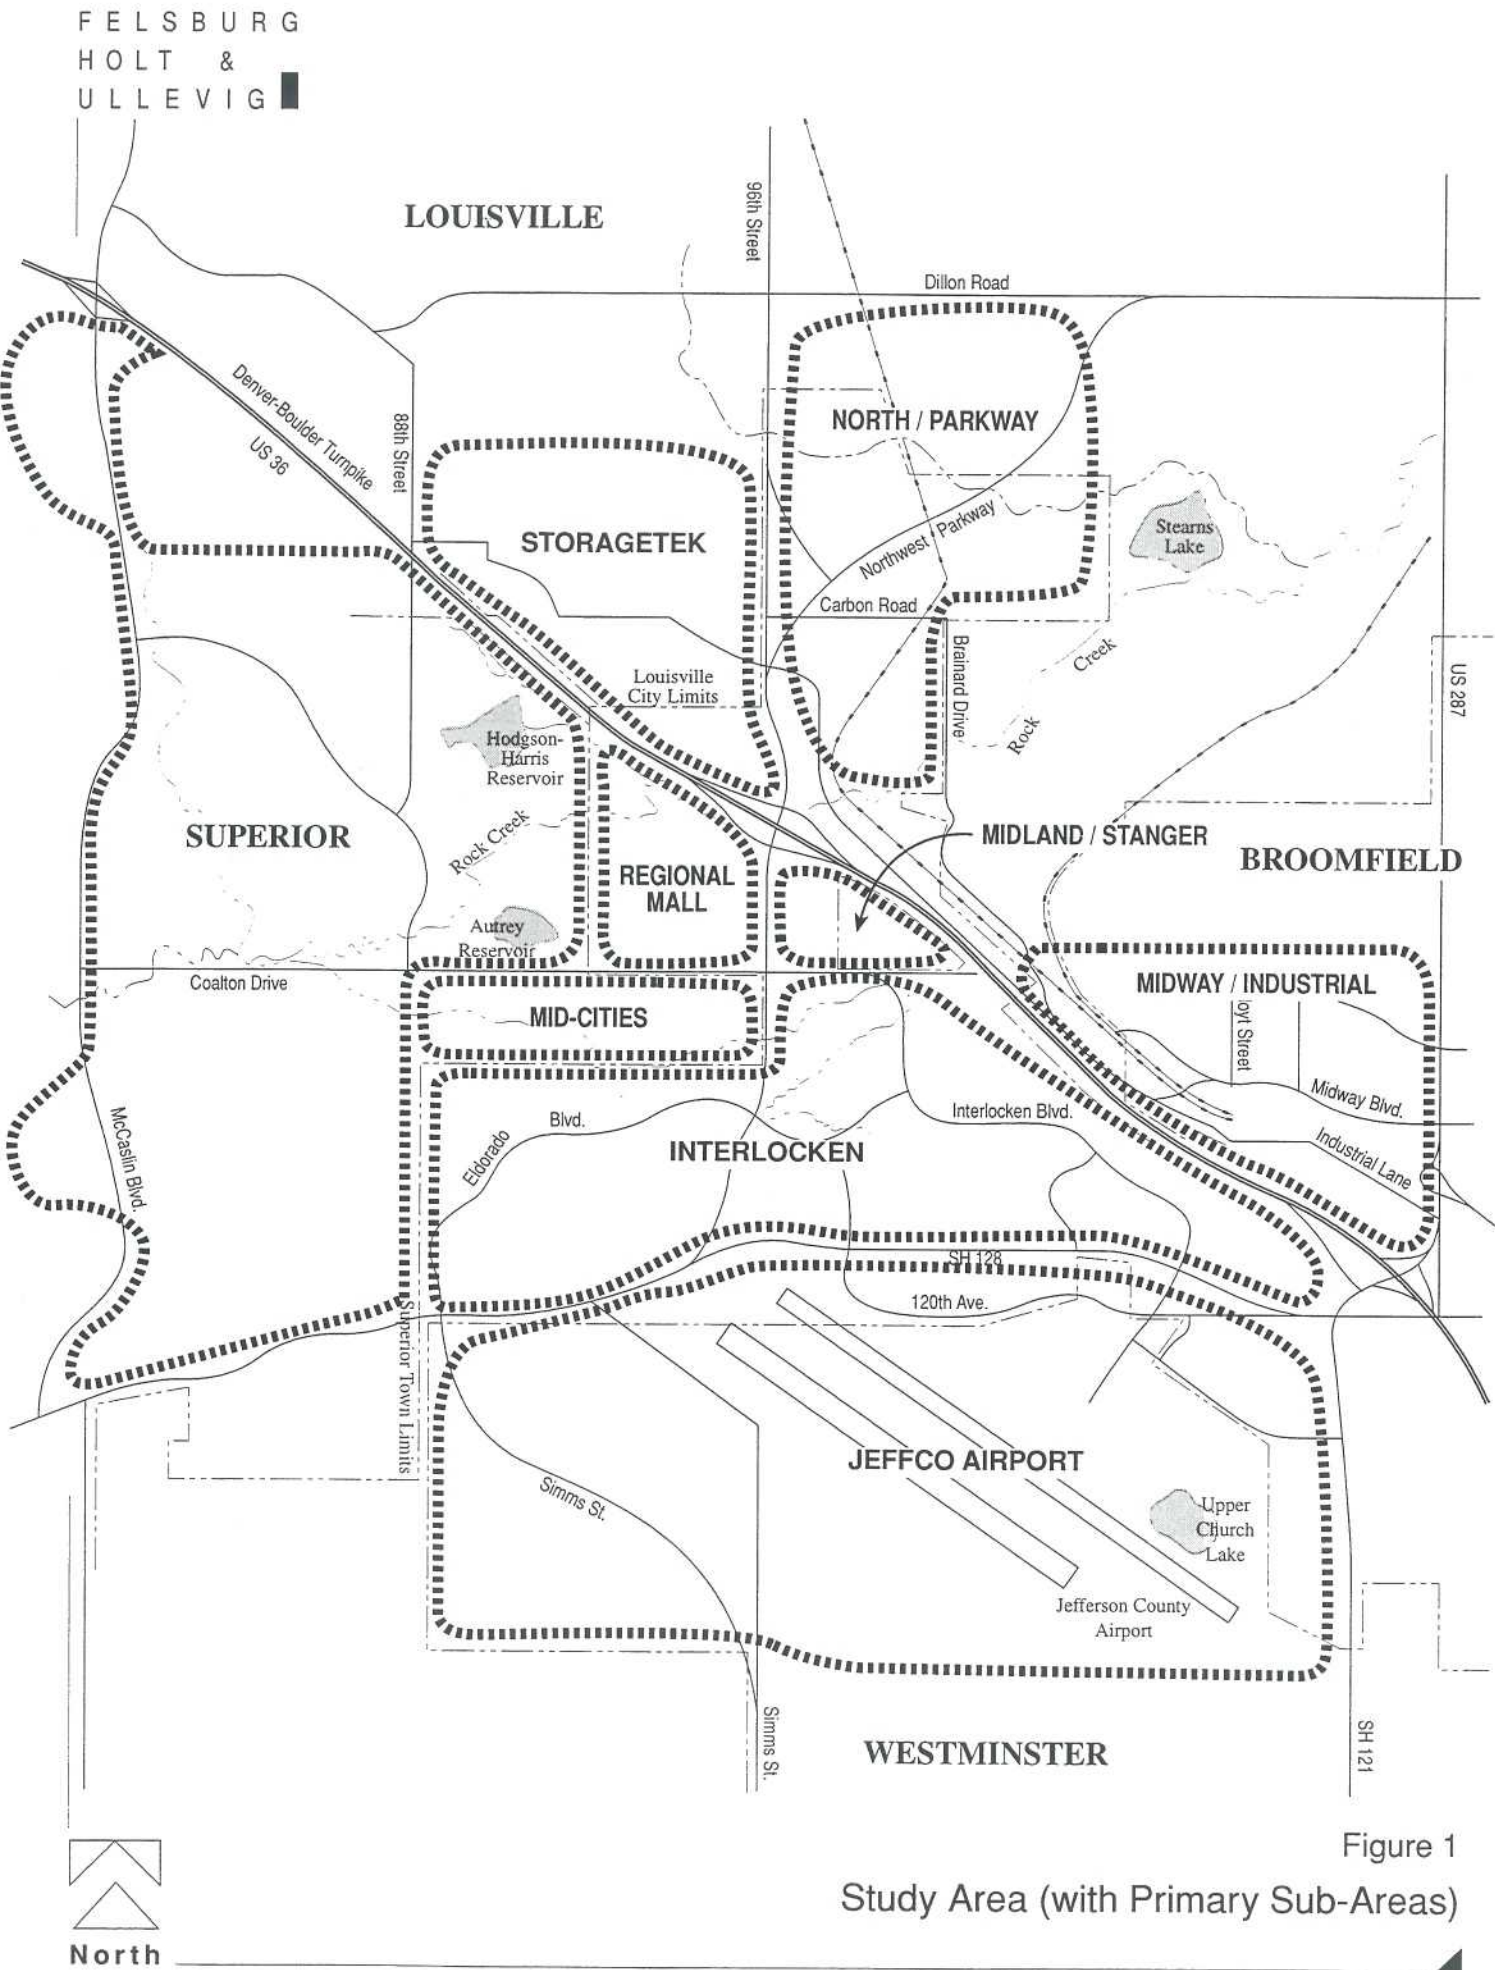 FELSBURG
HOLT &
ULLEVIG
LOUISVILLE
96th Street
Dillon Road
Denver-Boulder Turnpike
US 36
88th Street
NORTH / PARKWAY
STORAGETEK
Northwest Parkway
Stearns
Lake
Carbon Road
Brainard Drive
Creek
Rock
US 287
Louisville
City Limits
Hodgson-
Harris
Reservoir
SUPERIOR
Rock Creek
REGIONAL
MALL
MIDLAND / STANGER
BROOMFIELD
Autrey
Reservoir
Coalton Drive
MIDWAY / INDUSTRIAL
MID-CITIES
oyt Street
Midway Blvd.
Industrial Lane
McCaslin Blvd.
Eldorado
Blvd.
Interlocken Blvd.
INTERLOCKEN
SH 128
120th Ave.
Superior Town Limits
JEFFCO AIRPORT
Simms St.
Upper
Church
Lake
Jefferson County
Airport
Simms St.
WESTMINSTER
SH 121
Figure 1
Study Area (with Primary Sub-Areas)
North